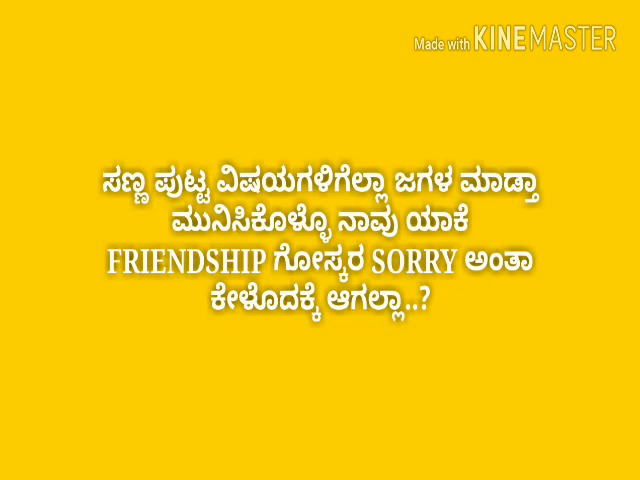 Made with KINEMASTER
ಸಣ್ಣ ಪುಟ್ಟ ವಿಷಯಗಳಿಗೆಲ್ಲಾ ಜಗಳ ಮಾಡ್ತಾ
ಮುನಿಸಿಕೊಳ್ಳೊ ನಾವು ಯಾಕೆ
FRIENDSHIP ಗೋಸ್ಕರ SORRY ಅಂತಾ
ಕೇಳೊದಕ್ಕೆ ಆಗಲ್ಲಾ..?